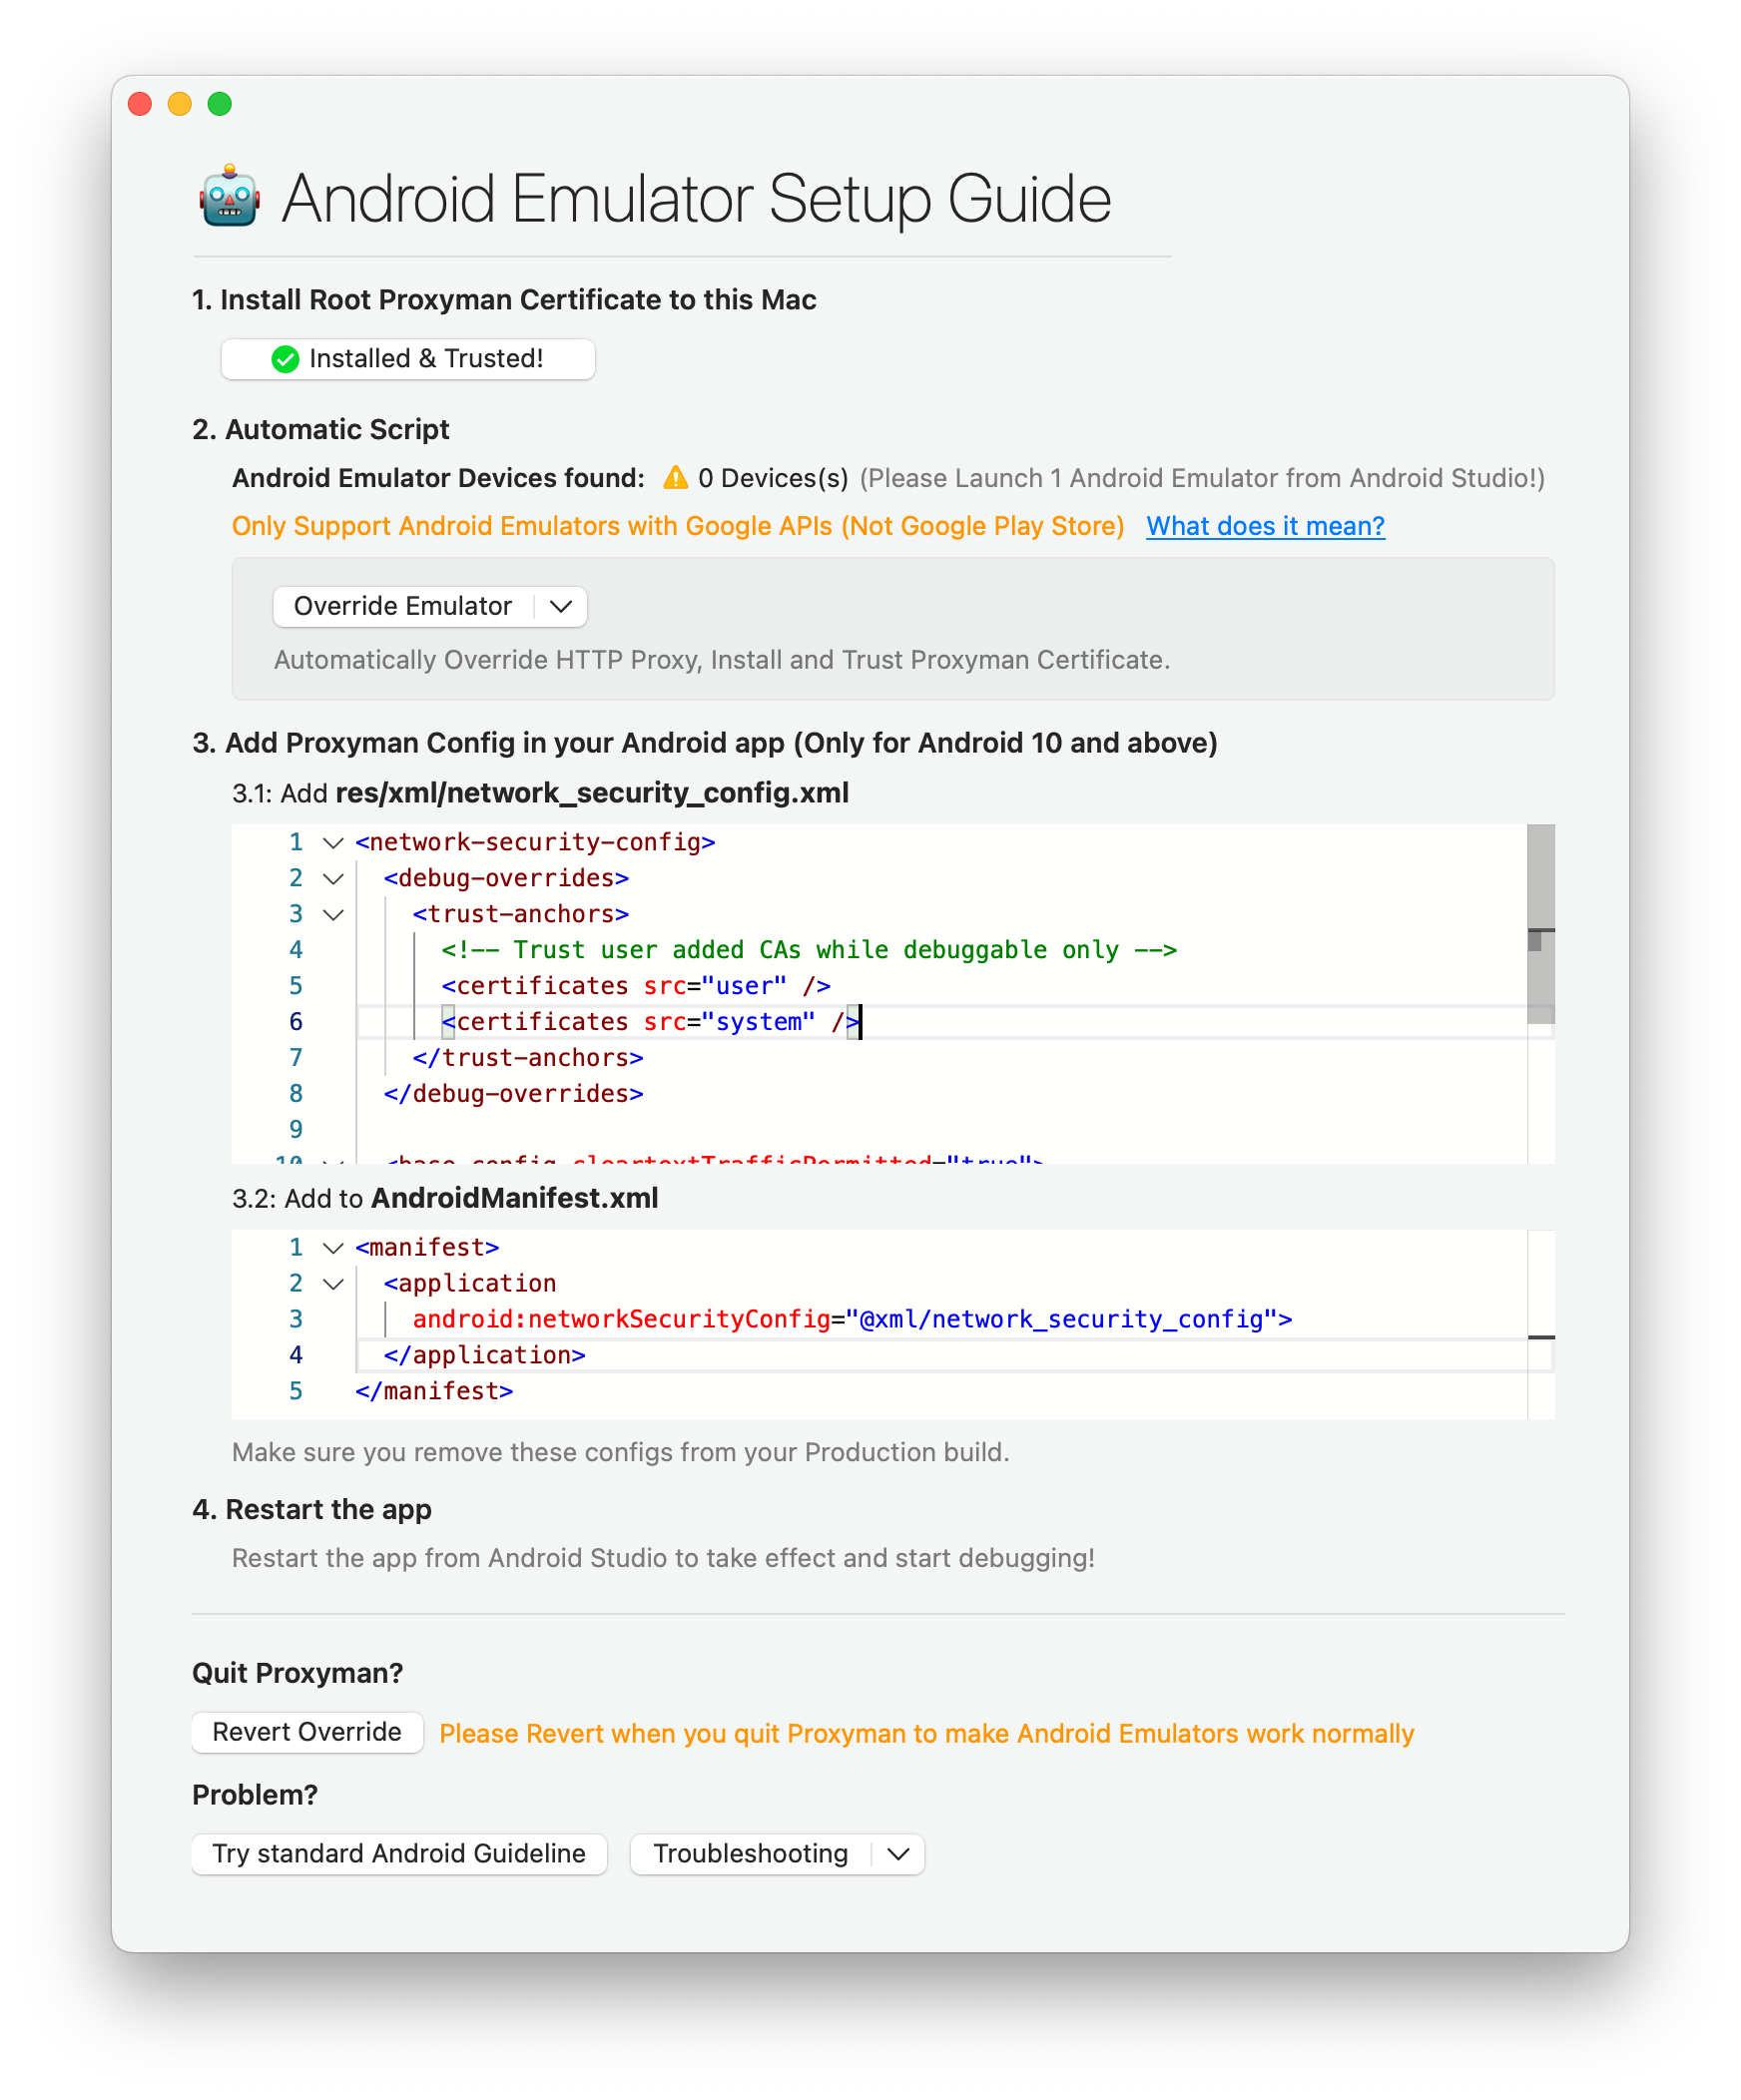 Android Emulator Setup Guide
1. Install Root Proxyman Certificate to this Mac
Installed & Trusted!
2. Automatic Script
Android Emulator Devices found: 0 Devices(s) (Please Launch 1 Android Emulator from Android Studio!)
Only Support Android Emulators with Google APIs (Not Google Play Store) What does it mean?
Override Emulator
Automatically Override HTTP Proxy, Install and Trust Proxyman Certificate.
3. Add Proxyman Config in your Android app (Only for Android 10 and above)
3.1: Add res/xml/network_security_config.xml
1 <network-security-config>
2 <debug-overrides>
3 <trust-anchors>
4 <!-- Trust user added CAs while debuggable only -->
5 <certificates src="user" />
6 <certificates src="system" />
7 </trust-anchors>
8 </debug-overrides>
9
10 <base-config cleartextTrafficPermitted="true">
3.2: Add to AndroidManifest.xml
1 <manifest>
2 <application
3 android:networkSecurityConfig="@xml/network_security_config">
4 </application>
5 </manifest>
Make sure you remove these configs from your Production build.
4. Restart the app
Restart the app from Android Studio to take effect and start debugging!
Quit Proxyman?
Revert Override Please Revert when you quit Proxyman to make Android Emulators work normally
Problem?
Try standard Android Guideline Troubleshooting